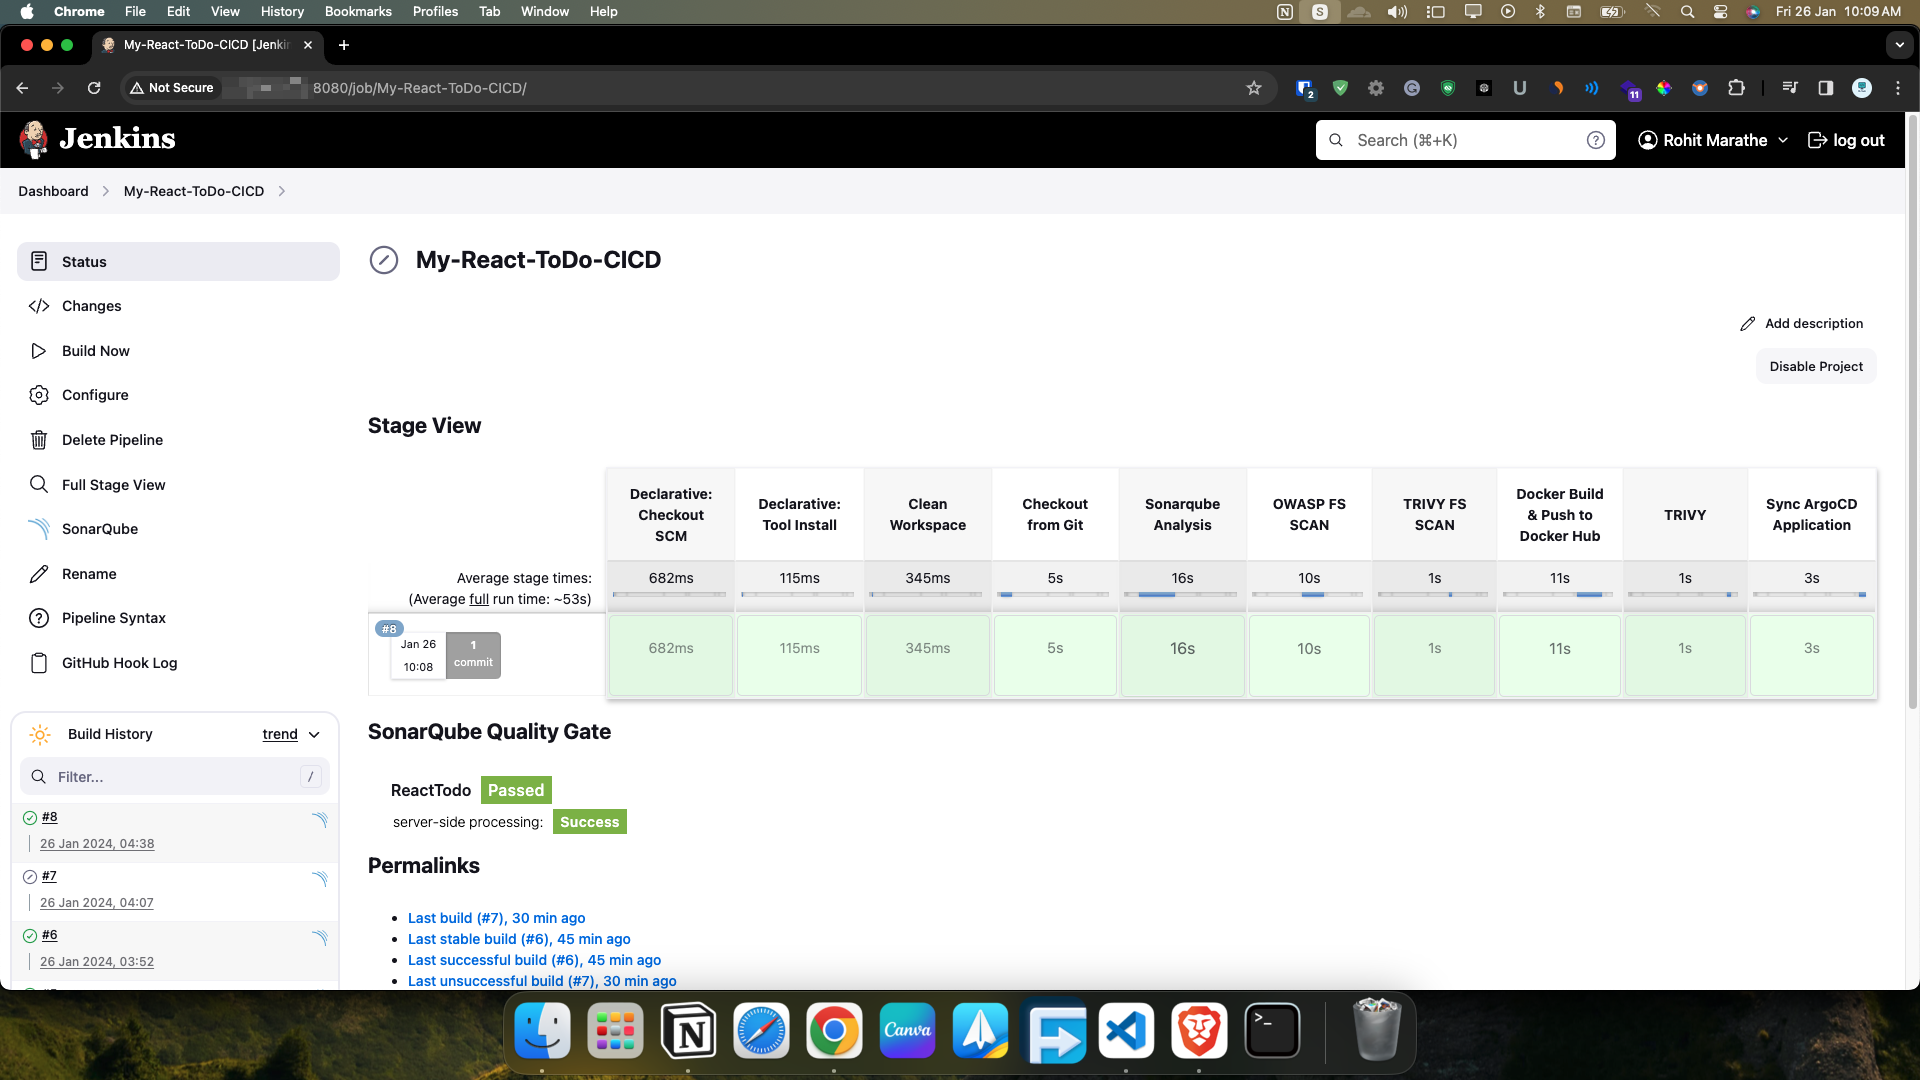 Chrome File Edit View History Bookmarks Profiles Tab Window Help
N S Fri 26 Jan 10:09 AM
My-React-ToDo-CICD [Jenki
Not Secure 8080/job/My-React-ToDo-CICD/
2 U 11
Jenkins
Search (⌘+K) ?
Rohit Marathe
log out
Dashboard My-React-ToDo-CICD
Status
Changes
Build Now
Configure
Delete Pipeline
Full Stage View
SonarQube
Rename
Pipeline Syntax
GitHub Hook Log
Build History trend
Filter... /
#8
26 Jan 2024, 04:38
#7
26 Jan 2024, 04:07
#6
26 Jan 2024, 03:52
My-React-ToDo-CICD
Add description
Disable Project
Stage View
Declarative: Checkout SCM
Declarative: Tool Install
Clean Workspace
Checkout from Git
Sonarqube Analysis
OWASP FS SCAN
TRIVY FS SCAN
Docker Build & Push to Docker Hub
TRIVY
Sync ArgoCD Application
Average stage times:
(Average full run time: ~53s)
682ms 115ms 345ms 5s 16s 10s 1s 11s 1s 3s
#8
Jan 26
10:08
1
commit
682ms 115ms 345ms 5s 16s 10s 1s 11s 1s 3s
SonarQube Quality Gate
ReactTodo Passed
server-side processing: Success
Permalinks
Last build (#7), 30 min ago
Last stable build (#6), 45 min ago
Last successful build (#6), 45 min ago
Last unsuccessful build (#7), 30 min ago
Canva